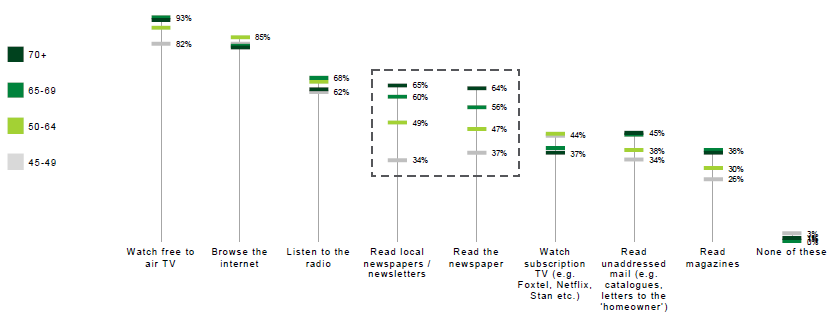 70+
65-69
50-64
45-49
93%
82%
85%
68%
62%
65%
60%
49%
34%
64%
56%
47%
37%
44%
37%
45%
38%
34%
38%
30%
26%
3%
0%
Watch free to
air TV
Browse the
internet
Listen to the
radio
Read local
newspapers /
newsletters
Read the
newspaper
Watch
subscription
TV (e.g.
Foxtel, Netflix,
Stan etc.)
Read
unaddressed
mail (e.g.
catalogues,
letters to the
'homeowner')
Read
magazines
None of these